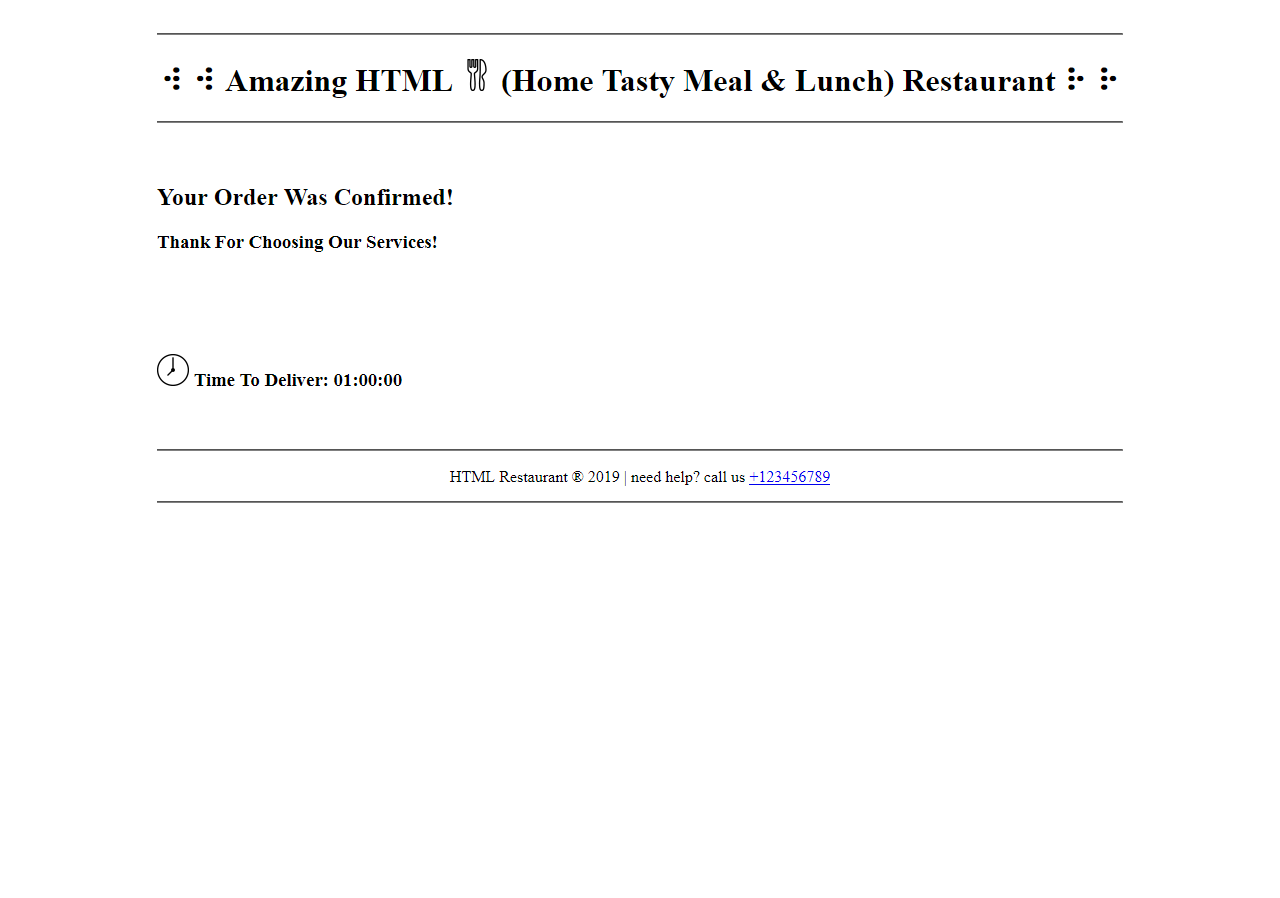 ⠺ ⠺ Amazing HTML 🍴 (Home Tasty Meal & Lunch) Restaurant ⠗ ⠗
Your Order Was Confirmed!
Thank For Choosing Our Services!
Time To Deliver: 01:00:00
HTML Restaurant ® 2019 | need help? call us +123456789